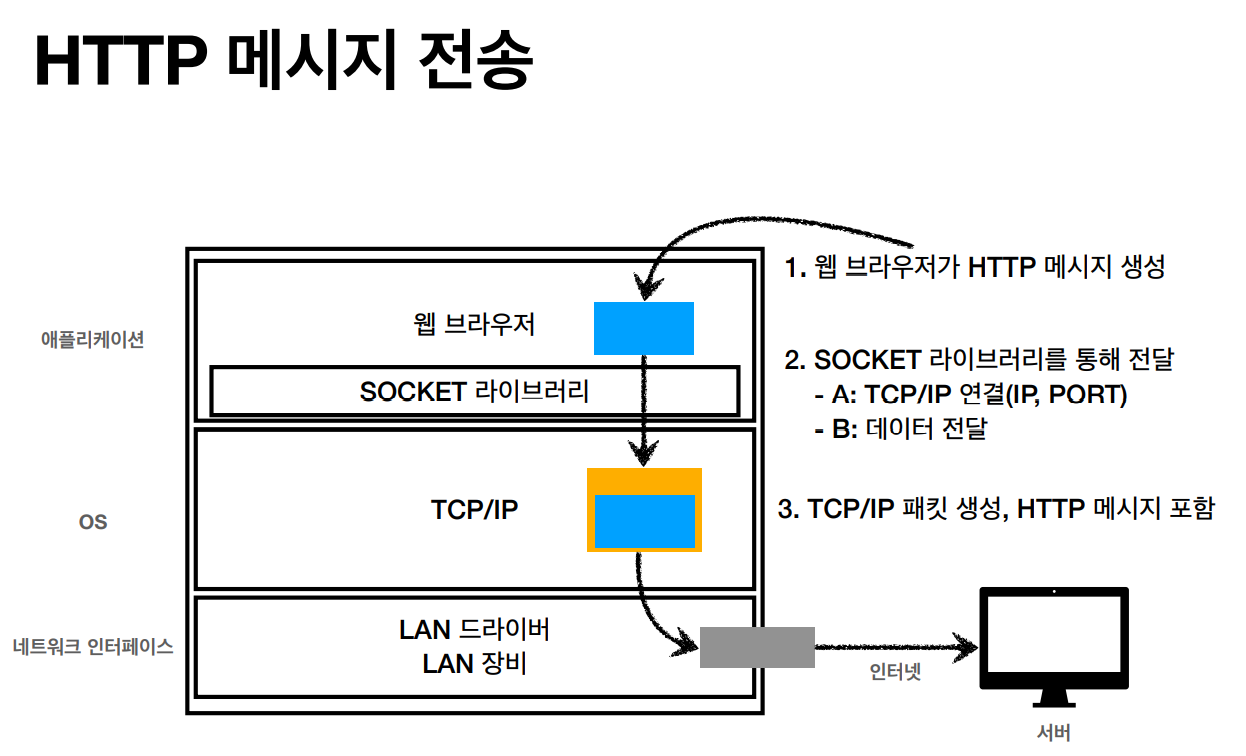 HTTP 메시지 전송
1. 웹 브라우저가 HTTP 메시지 생성
애플리케이션
웹 브라우저
SOCKET 라이브러리
2. SOCKET 라이브러리를 통해 전달
- A: TCP/IP 연결(IP, PORT)
- B: 데이터 전달
OS
TCP/IP
3. TCP/IP 패킷 생성, HTTP 메시지 포함
네트워크 인터페이스
LAN 드라이버
LAN 장비
인터넷
서버